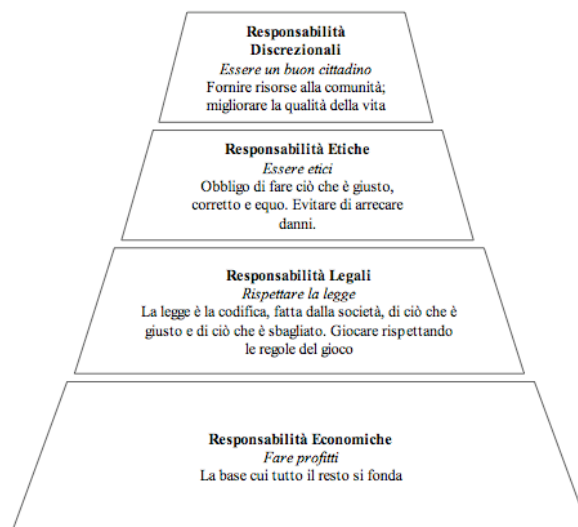 Responsabilità
Discrezionali
Essere un buon cittadino
Fornire risorse alla comunità;
migliorare la qualità della vita
Responsabilità Etiche
Essere etici
Obbligo di fare ciò che è giusto,
corretto e equo. Evitare di arrecare
danni.
Responsabilità Legali
Rispettare la legge
La legge è la codifica, fatta dalla società, di ciò che è
giusto e di ciò che è sbagliato. Giocare rispettando
le regole del gioco
Responsabilità Economiche
Fare profitti
La base cui tutto il resto si fonda